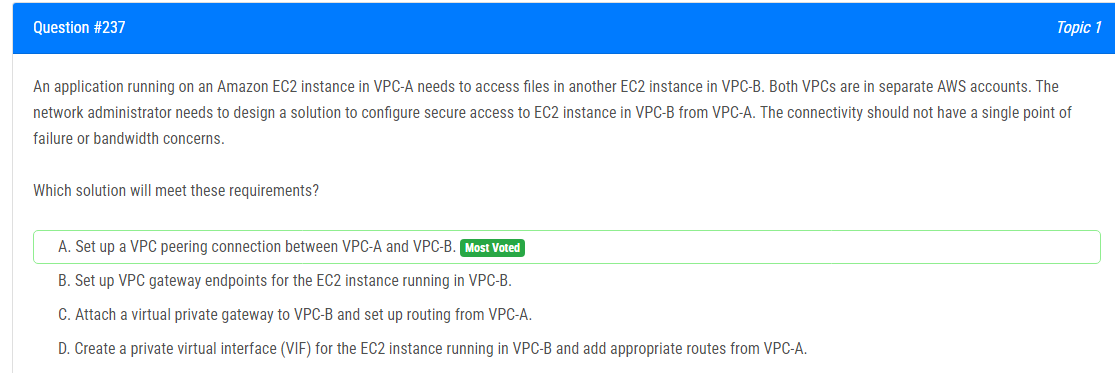 Question #237
Topic 1
An application running on an Amazon EC2 instance in VPC-A needs to access files in another EC2 instance in VPC-B. Both VPCs are in separate AWS accounts. The
network administrator needs to design a solution to configure secure access to EC2 instance in VPC-B from VPC-A. The connectivity should not have a single point of
failure or bandwidth concerns.
Which solution will meet these requirements?
A. Set up a VPC peering connection between VPC-A and VPC-B. Most Voted
B. Set up VPC gateway endpoints for the EC2 instance running in VPC-B.
C. Attach a virtual private gateway to VPC-B and set up routing from VPC-A.
D. Create a private virtual interface (VIF) for the EC2 instance running in VPC-B and add appropriate routes from VPC-A.